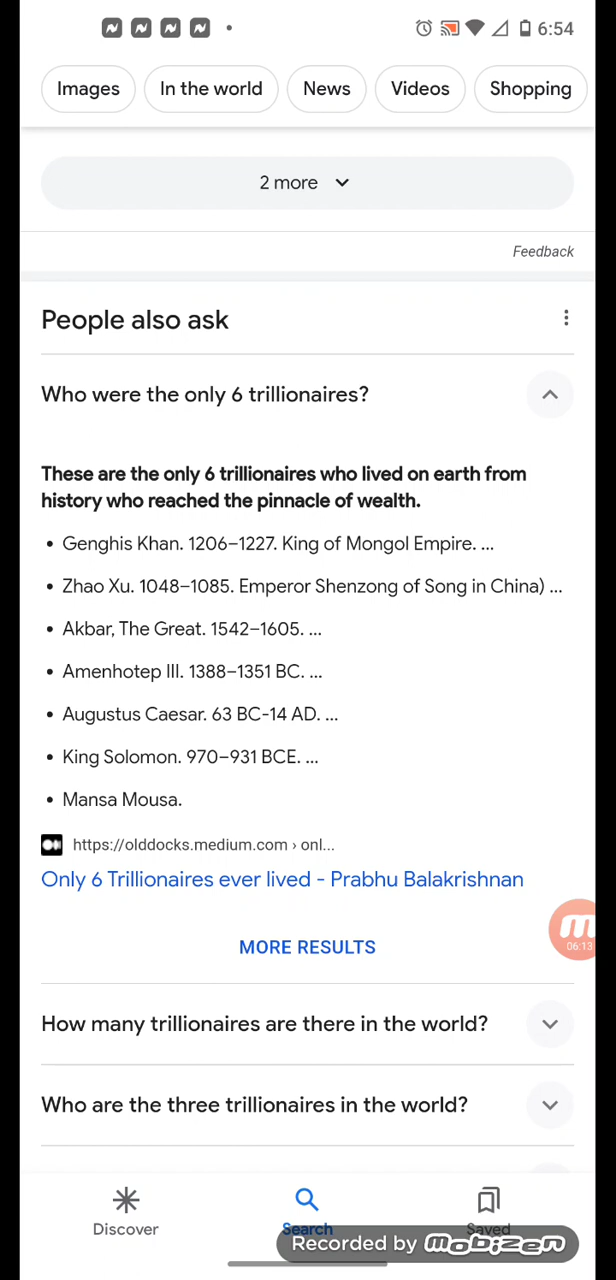 6:54
Images In the world News Videos Shopping
2 more
Feedback
People also ask
Who were the only 6 trillionaires?
These are the only 6 trillionaires who lived on earth from
history who reached the pinnacle of wealth.
• Genghis Khan. 1206–1227. King of Mongol Empire. ...
• Zhao Xu. 1048–1085. Emperor Shenzong of Song in China) ...
• Akbar, The Great. 1542–1605. ...
• Amenhotep III. 1388–1351 BC. ...
• Augustus Caesar. 63 BC-14 AD. ...
• King Solomon. 970–931 BCE. ...
• Mansa Mousa.
https://olddocks.medium.com › onl...
Only 6 Trillionaires ever lived - Prabhu Balakrishnan
06:13
MORE RESULTS
How many trillionaires are there in the world?
Who are the three trillionaires in the world?
Discover Search Saved
Recorded by mobizen